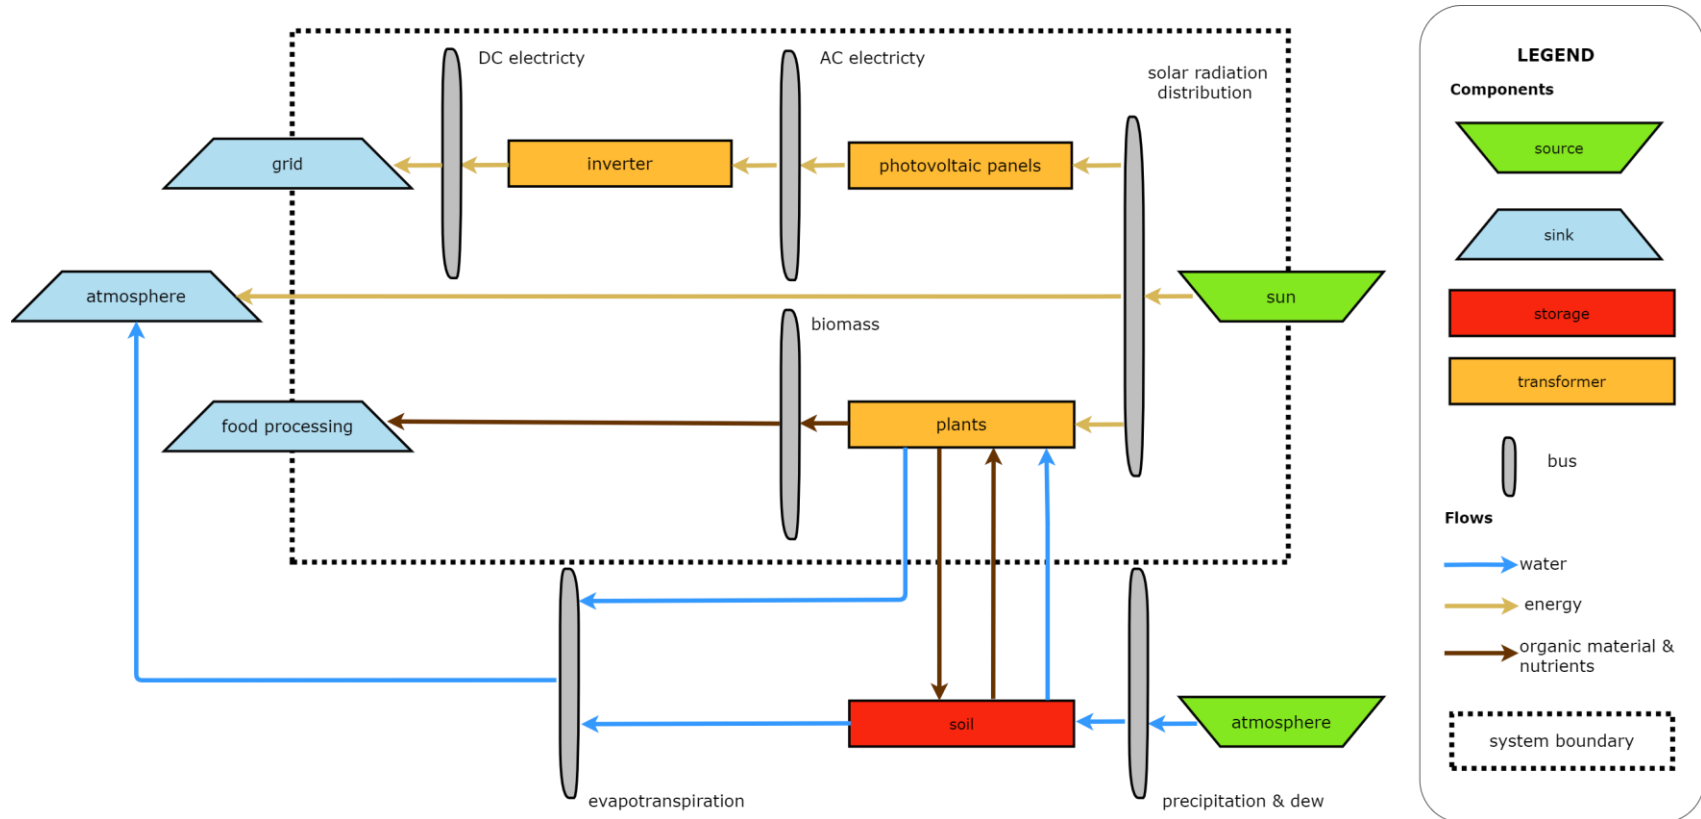 DC electricty
AC electricty
solar radiation
distribution
grid
inverter
photovoltaic panels
atmosphere
sun
biomass
food processing
plants
soil
atmosphere
evapotranspiration
precipitation & dew
LEGEND
Components
source
sink
storage
transformer
bus
Flows
water
energy
organic material &
nutrients
system boundary